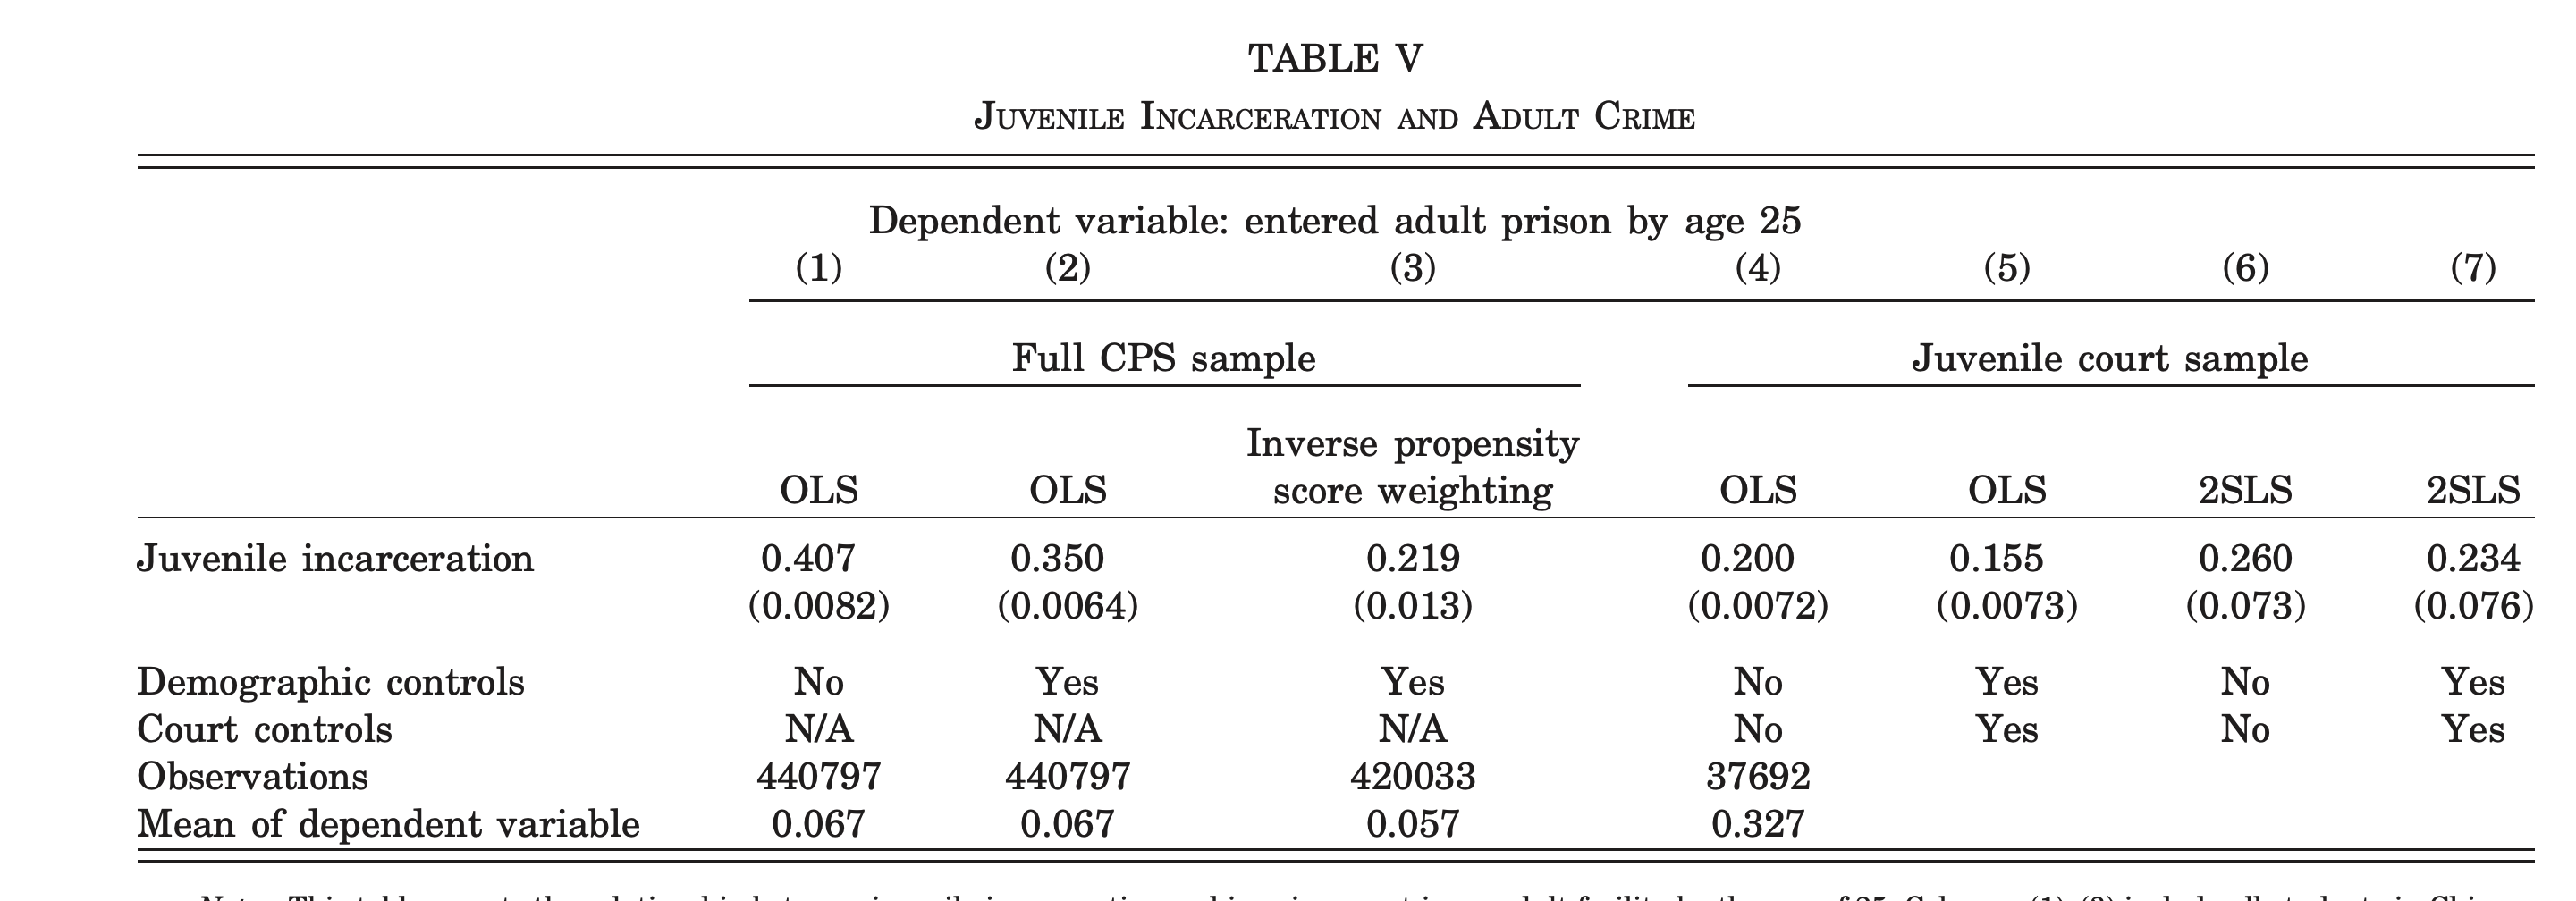 TABLE V
JUVENILE INCARCERATION AND ADULT CRIME
Dependent variable: entered adult prison by age 25
(1) (2) (3) (4) (5) (6) (7)
Full CPS sample Juvenile court sample
Inverse propensity
OLS OLS score weighting OLS OLS 2SLS 2SLS
Juvenile incarceration 0.407 0.350 0.219 0.200 0.155 0.260 0.234
(0.0082) (0.0064) (0.013) (0.0072) (0.0073) (0.073) (0.076)
Demographic controls No Yes Yes No Yes No Yes
Court controls N/A N/A N/A No Yes No Yes
Observations 440797 440797 420033 37692
Mean of dependent variable 0.067 0.067 0.057 0.327